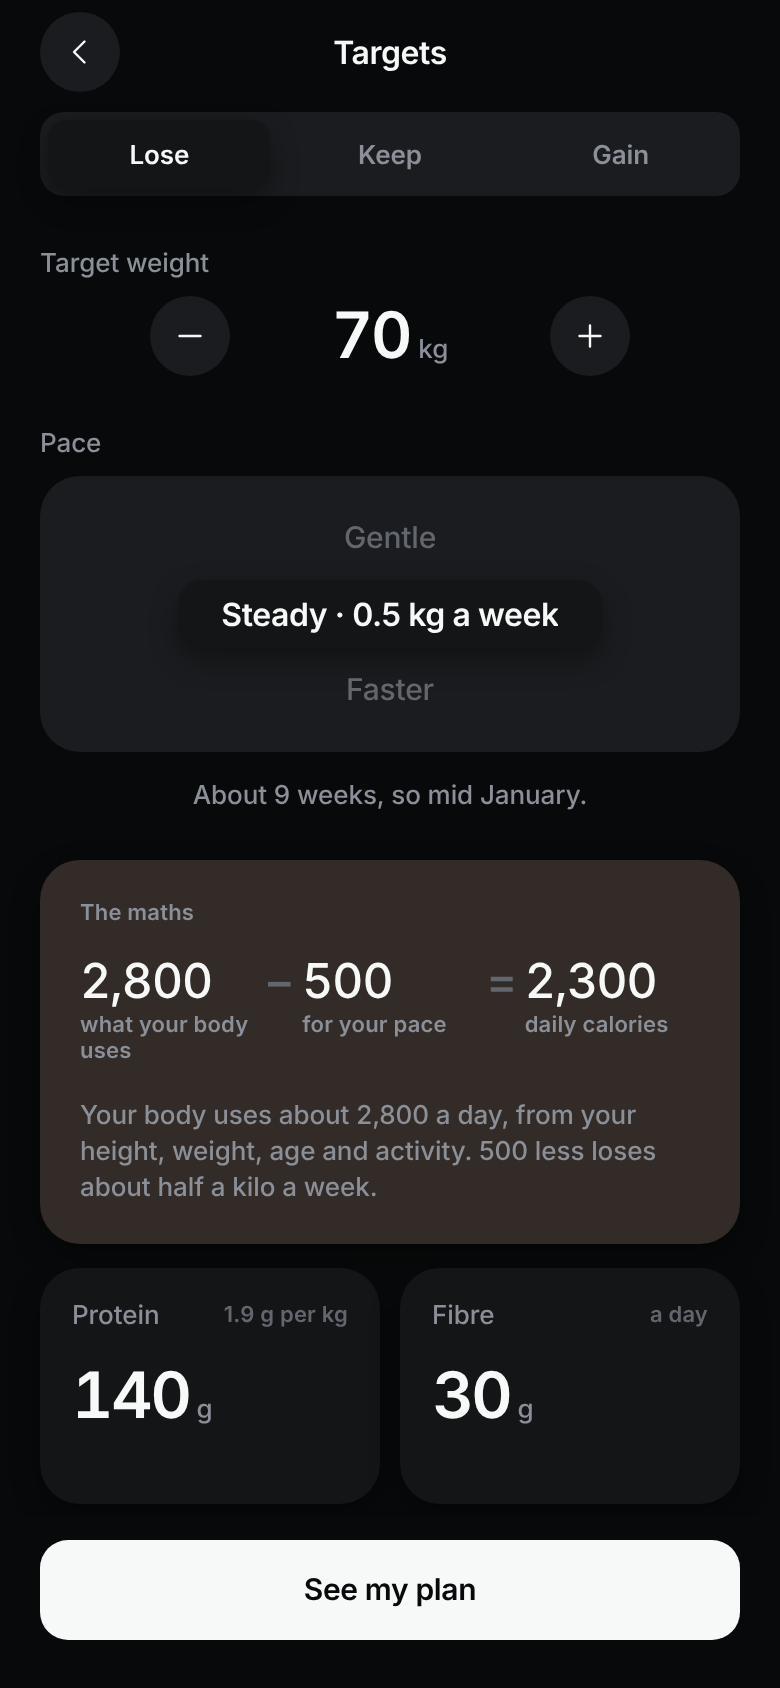 Targets
Lose
Keep
Gain
Target weight
70 kg
Pace
Gentle
Steady · 0.5 kg a week
Faster
About 9 weeks, so mid January.
The maths
2,800 – 500 = 2,300
what your body uses
for your pace
daily calories
Your body uses about 2,800 a day, from your
height, weight, age and activity. 500 less loses
about half a kilo a week.
Protein
1.9 g per kg
140 g
Fibre
a day
30 g
See my plan